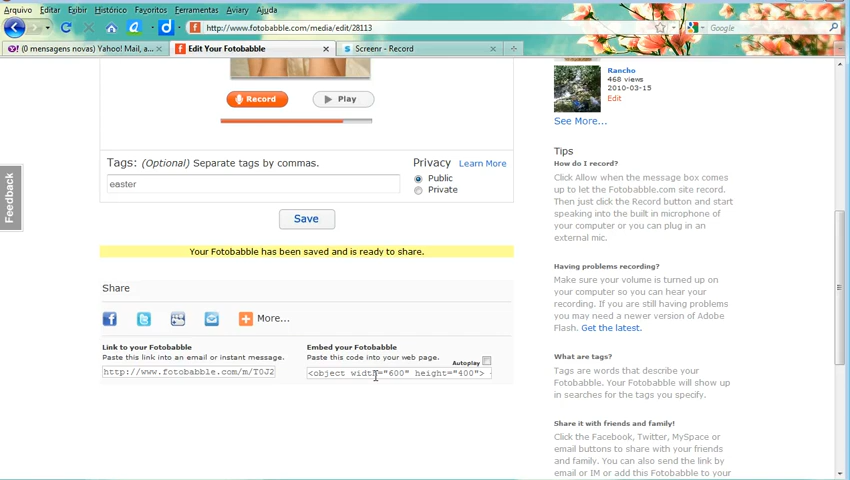 Arquivo Editar Exibir Histórico Favoritos Ferramentas Aviary Ajuda
http://www.fotobabble.com/media/edit/28113
Google
(0 mensagens novas) Yahoo! Mail, a...
Edit Your Fotobabble
Screenr - Record
Rancho
468 views
2010-03-15
Edit
See More...
Record
Play
Tags: (Optional) Separate tags by commas.
easter
Privacy Learn More
Public
Private
Save
Your Fotobabble has been saved and is ready to share.
Share
More...
Link to your Fotobabble
Paste this link into an email or instant message.
http://www.fotobabble.com/m/T0J2
Embed your Fotobabble
Paste this code into your web page.
Autoplay
<object width="600" height="400">
Feedback
Tips
How do I record?
Click Allow when the message box comes
up to let the Fotobabble.com site record.
Then just click the Record button and start
speaking into the built in microphone of
your computer or you can plug in an
external mic.
Having problems recording?
Make sure your volume is turned up on
your computer so you can hear your
recording. If you are still having problems
you may need a newer version of Adobe
Flash. Get the latest.
What are tags?
Tags are words that describe your
Fotobabble. Your Fotobabble will show up
in searches for the tags you specify.
Share it with friends and family!
Click the Facebook, Twitter, MySpace or
email buttons to share with your friends
and family. You can also send the link by
email or IM or add this Fotobabble to your